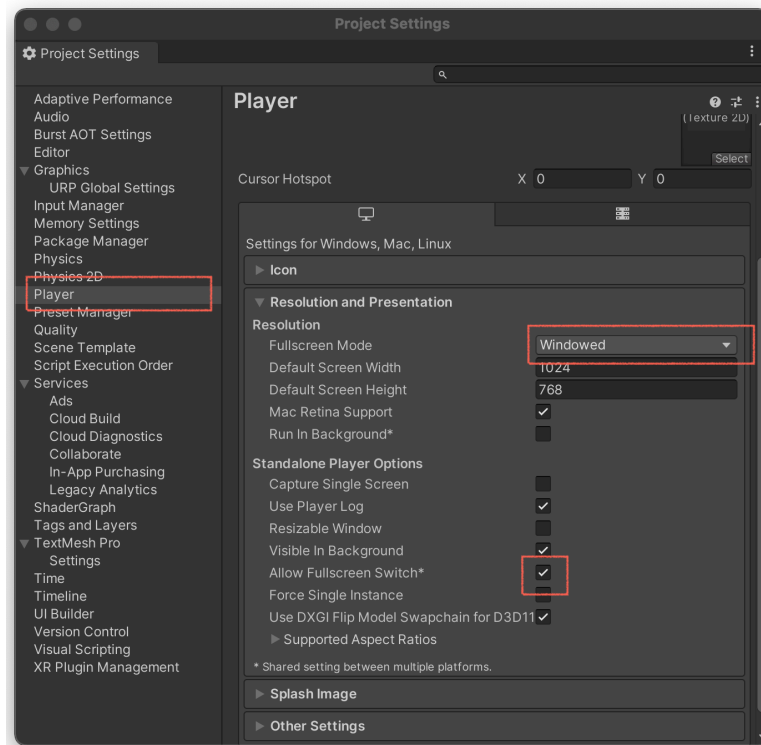 Project Settings
Project Settings
Adaptive Performance
Audio
Burst AOT Settings
Editor
Graphics
URP Global Settings
Input Manager
Memory Settings
Package Manager
Physics
Physics 2D
Player
Preset Manager
Quality
Scene Template
Script Execution Order
Services
Ads
Cloud Build
Cloud Diagnostics
Collaborate
In-App Purchasing
Legacy Analytics
ShaderGraph
Tags and Layers
TextMesh Pro
Settings
Time
Timeline
UI Builder
Version Control
Visual Scripting
XR Plugin Management
Player
(Texture 2D)
Select
Cursor Hotspot X 0 Y 0
Settings for Windows, Mac, Linux
Icon
Resolution and Presentation
Resolution
Fullscreen Mode Windowed
Default Screen Width 1024
Default Screen Height 768
Mac Retina Support
Run In Background*
Standalone Player Options
Capture Single Screen
Use Player Log
Resizable Window
Visible In Background
Allow Fullscreen Switch*
Force Single Instance
Use DXGI Flip Model Swapchain for D3D11
Supported Aspect Ratios
* Shared setting between multiple platforms.
Splash Image
Other Settings